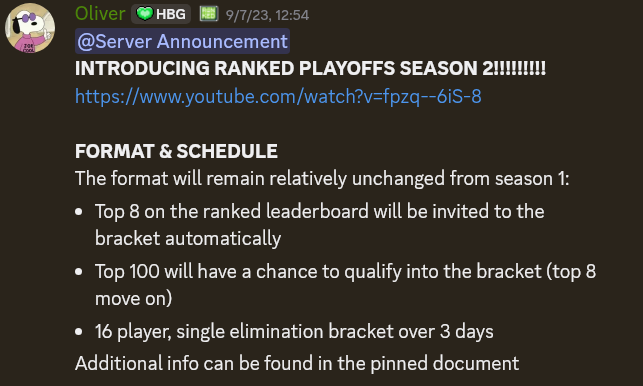 Oliver HBG 9/7/23, 12:54
@Server Announcement
INTRODUCING RANKED PLAYOFFS SEASON 2!!!!!!!!!
https://www.youtube.com/watch?v=fpzq--6iS-8
FORMAT & SCHEDULE
The format will remain relatively unchanged from season 1:
• Top 8 on the ranked leaderboard will be invited to the
bracket automatically
• Top 100 will have a chance to qualify into the bracket (top 8
move on)
• 16 player, single elimination bracket over 3 days
Additional info can be found in the pinned document